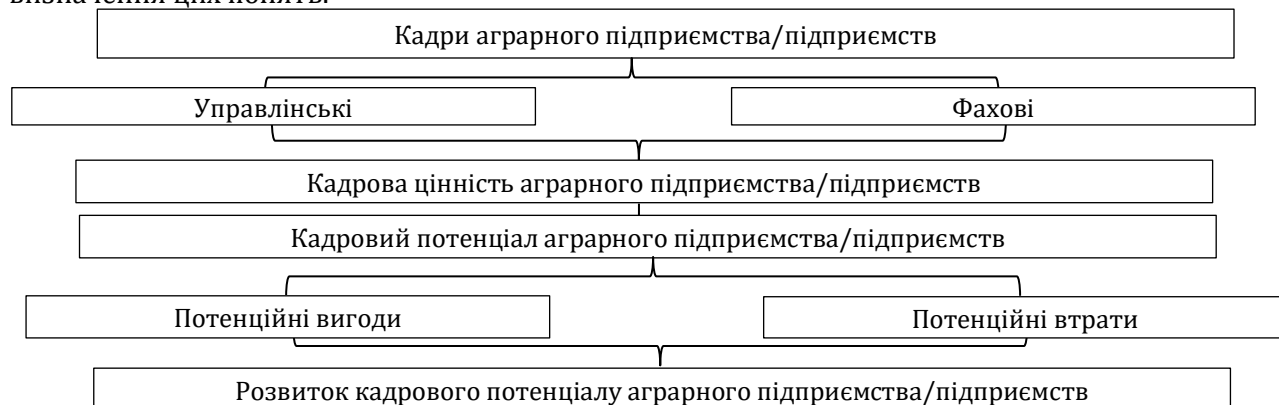 визначення цих понять.
Кадри аграрного підприємства/підприємств
Управлінські
Фахові
Кадрова цінність аграрного підприємства/підприємств
Кадровий потенціал аграрного підприємства/підприємств
Потенційні вигоди
Потенційні втрати
Розвиток кадрового потенціалу аграрного підприємства/підприємств